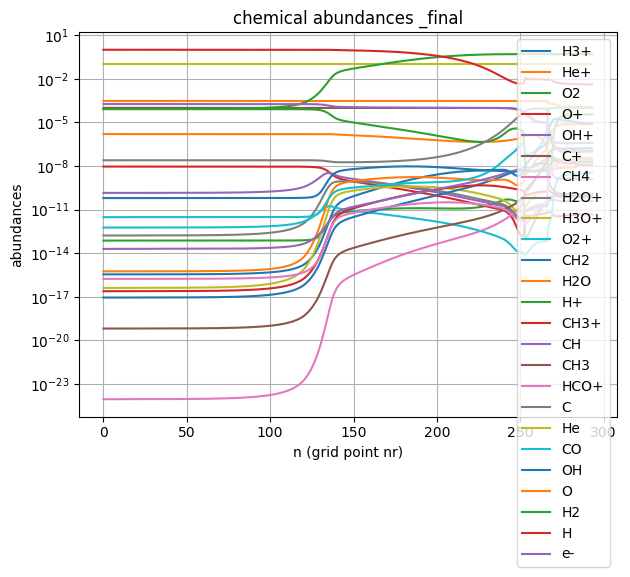 chemical abundances _final
abundances
10^1
10^-2
10^-5
10^-8
10^-11
10^-14
10^-17
10^-20
10^-23
0
50
100
150
200
250
300
n (grid point nr)
H3+
He+
O2
O+
OH+
C+
CH4
H2O+
H3O+
O2+
CH2
H2O
H+
CH3+
CH
CH3
HCO+
C
He
CO
OH
O
H2
H
e-